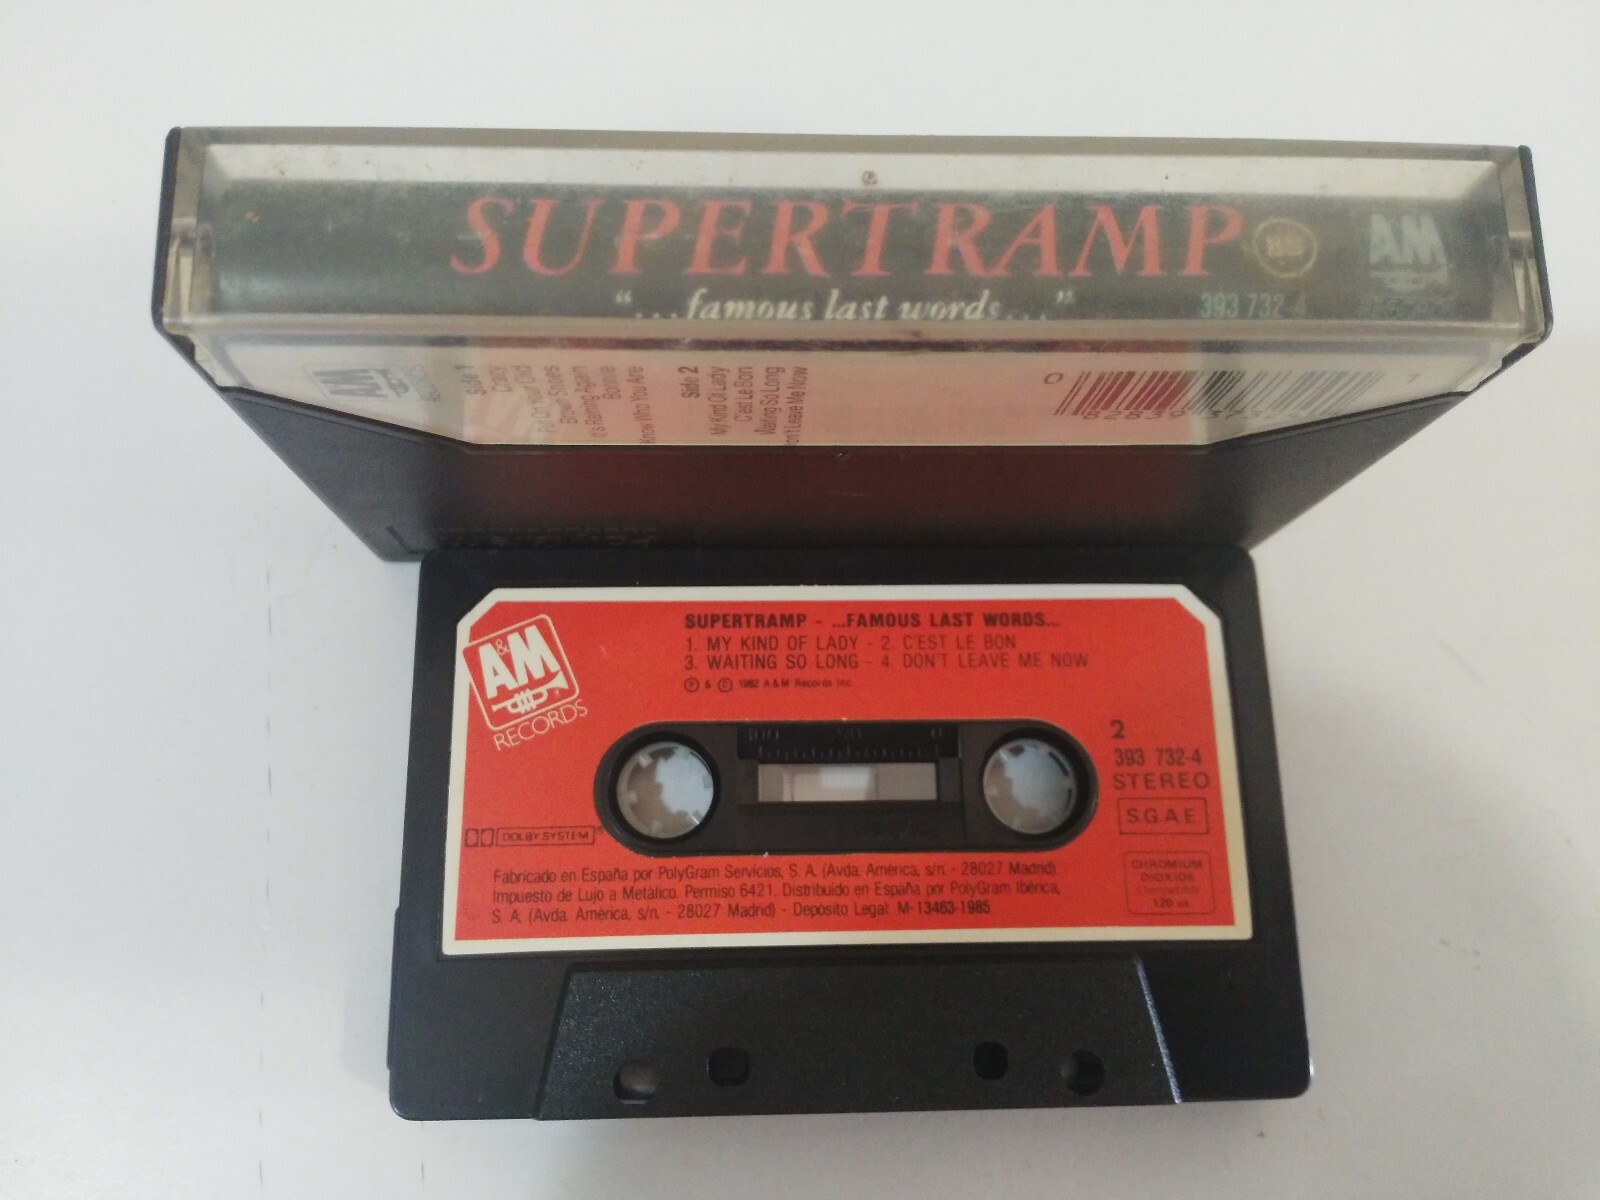 SUPERTRAMP
“...famous last words...”
393 732-4
A&M
A&M
RECORDS
Side 1
Crazy
Put On Your Old
Brown Shoes
It's Raining Again
Bonnie
Know Who You Are
Side 2
My Kind Of Lady
C'est Le Bon
Waiting So Long
Don't Leave Me Now
0
7
A&M
RECORDS
SUPERTRAMP - ...FAMOUS LAST WORDS...
1. MY KIND OF LADY - 2. C'EST LE BON
3. WAITING SO LONG - 4. DON'T LEAVE ME NOW
Ⓟ & © 1982 A & M Records Inc.
100 50 0
2
393 732-4
STEREO
S.G.A.E.
DOLBY SYSTEM
CHROMIUM
DIOXIDE
Compatible
120 us.
Fabricado en España por PolyGram Servicios, S. A. (Avda. América, s/n. - 28027 Madrid).
Impuesto de Lujo a Metálico. Permiso 6421. Distribuido en España por PolyGram Ibérica,
S. A. (Avda. América, s/n. - 28027 Madrid) - Depósito Legal: M-13463-1985